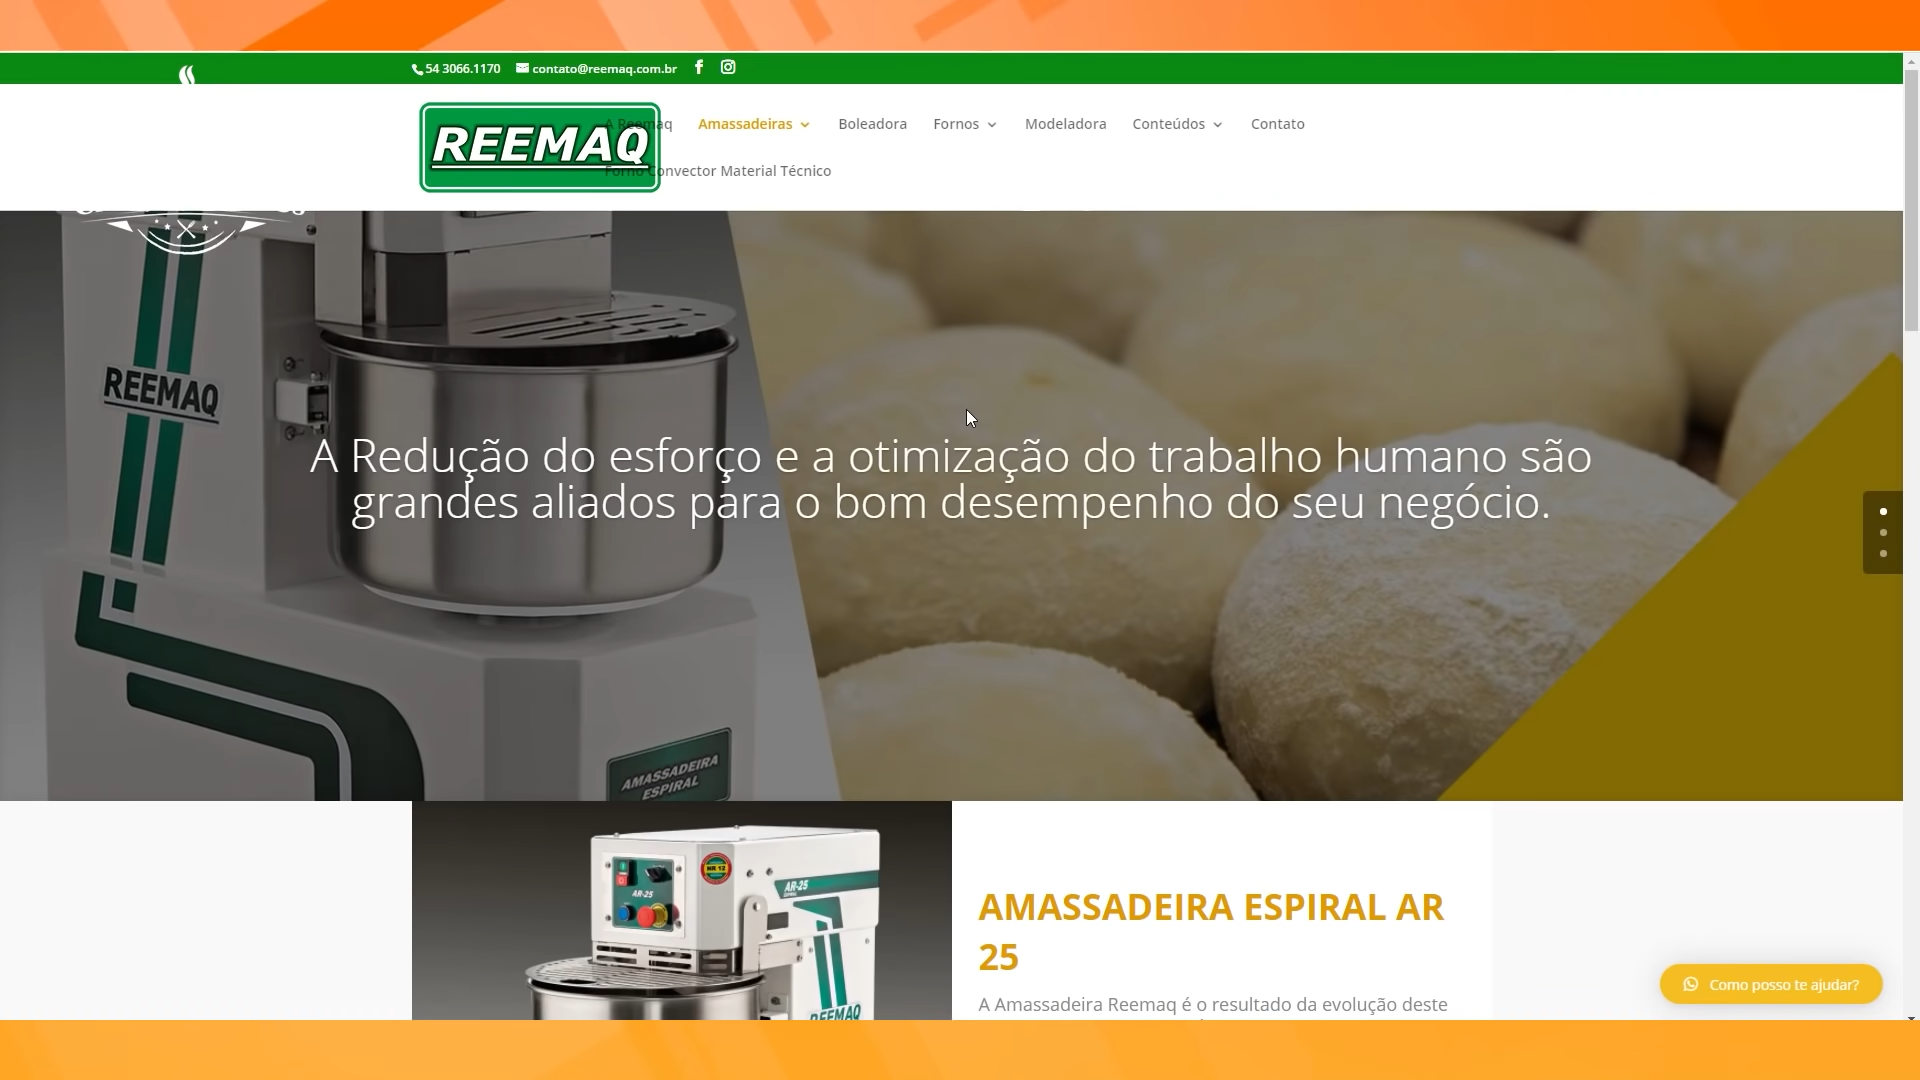 54 3066.1170 contato@reemaq.com.br
REEMAQ
A Reemaq Amassadeiras Boleadora Fornos Modeladora Conteúdos Contato
Forno Convector Material Técnico
REEMAQ
A Redução do esforço e a otimização do trabalho humano são
grandes aliados para o bom desempenho do seu negócio.
AMASSADEIRA
ESPIRAL
NR 12
AR-25
AR-25
ESPIRAL
REEMAQ
AMASSADEIRA ESPIRAL AR
25
A Amassadeira Reemaq é o resultado da evolução deste
Como posso te ajudar?